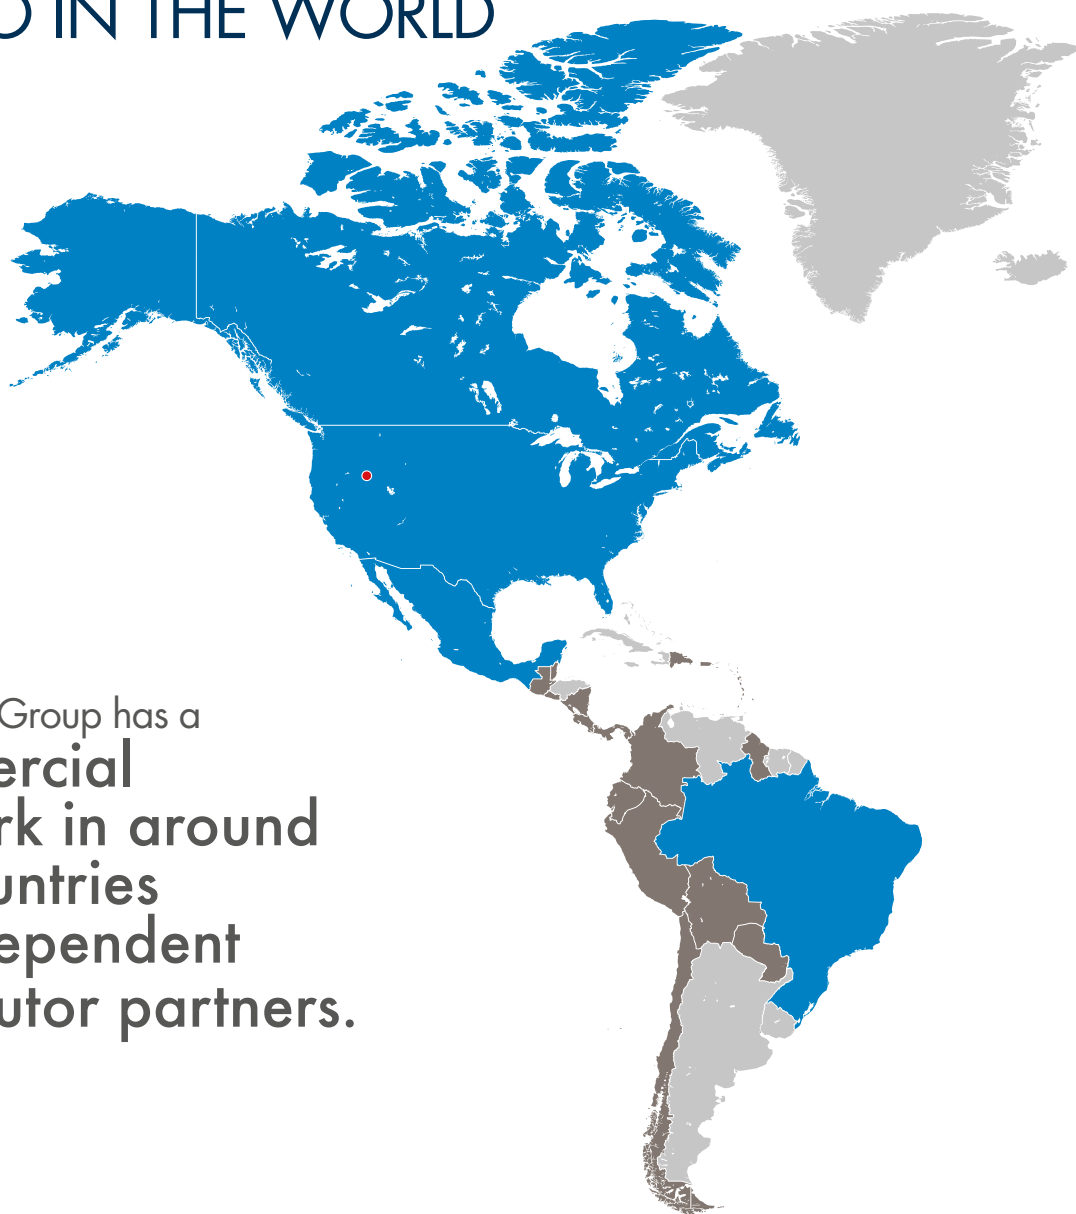 O IN THE WORLD
Group has a
ercial
rk in around
untries
ependent
utor partners.